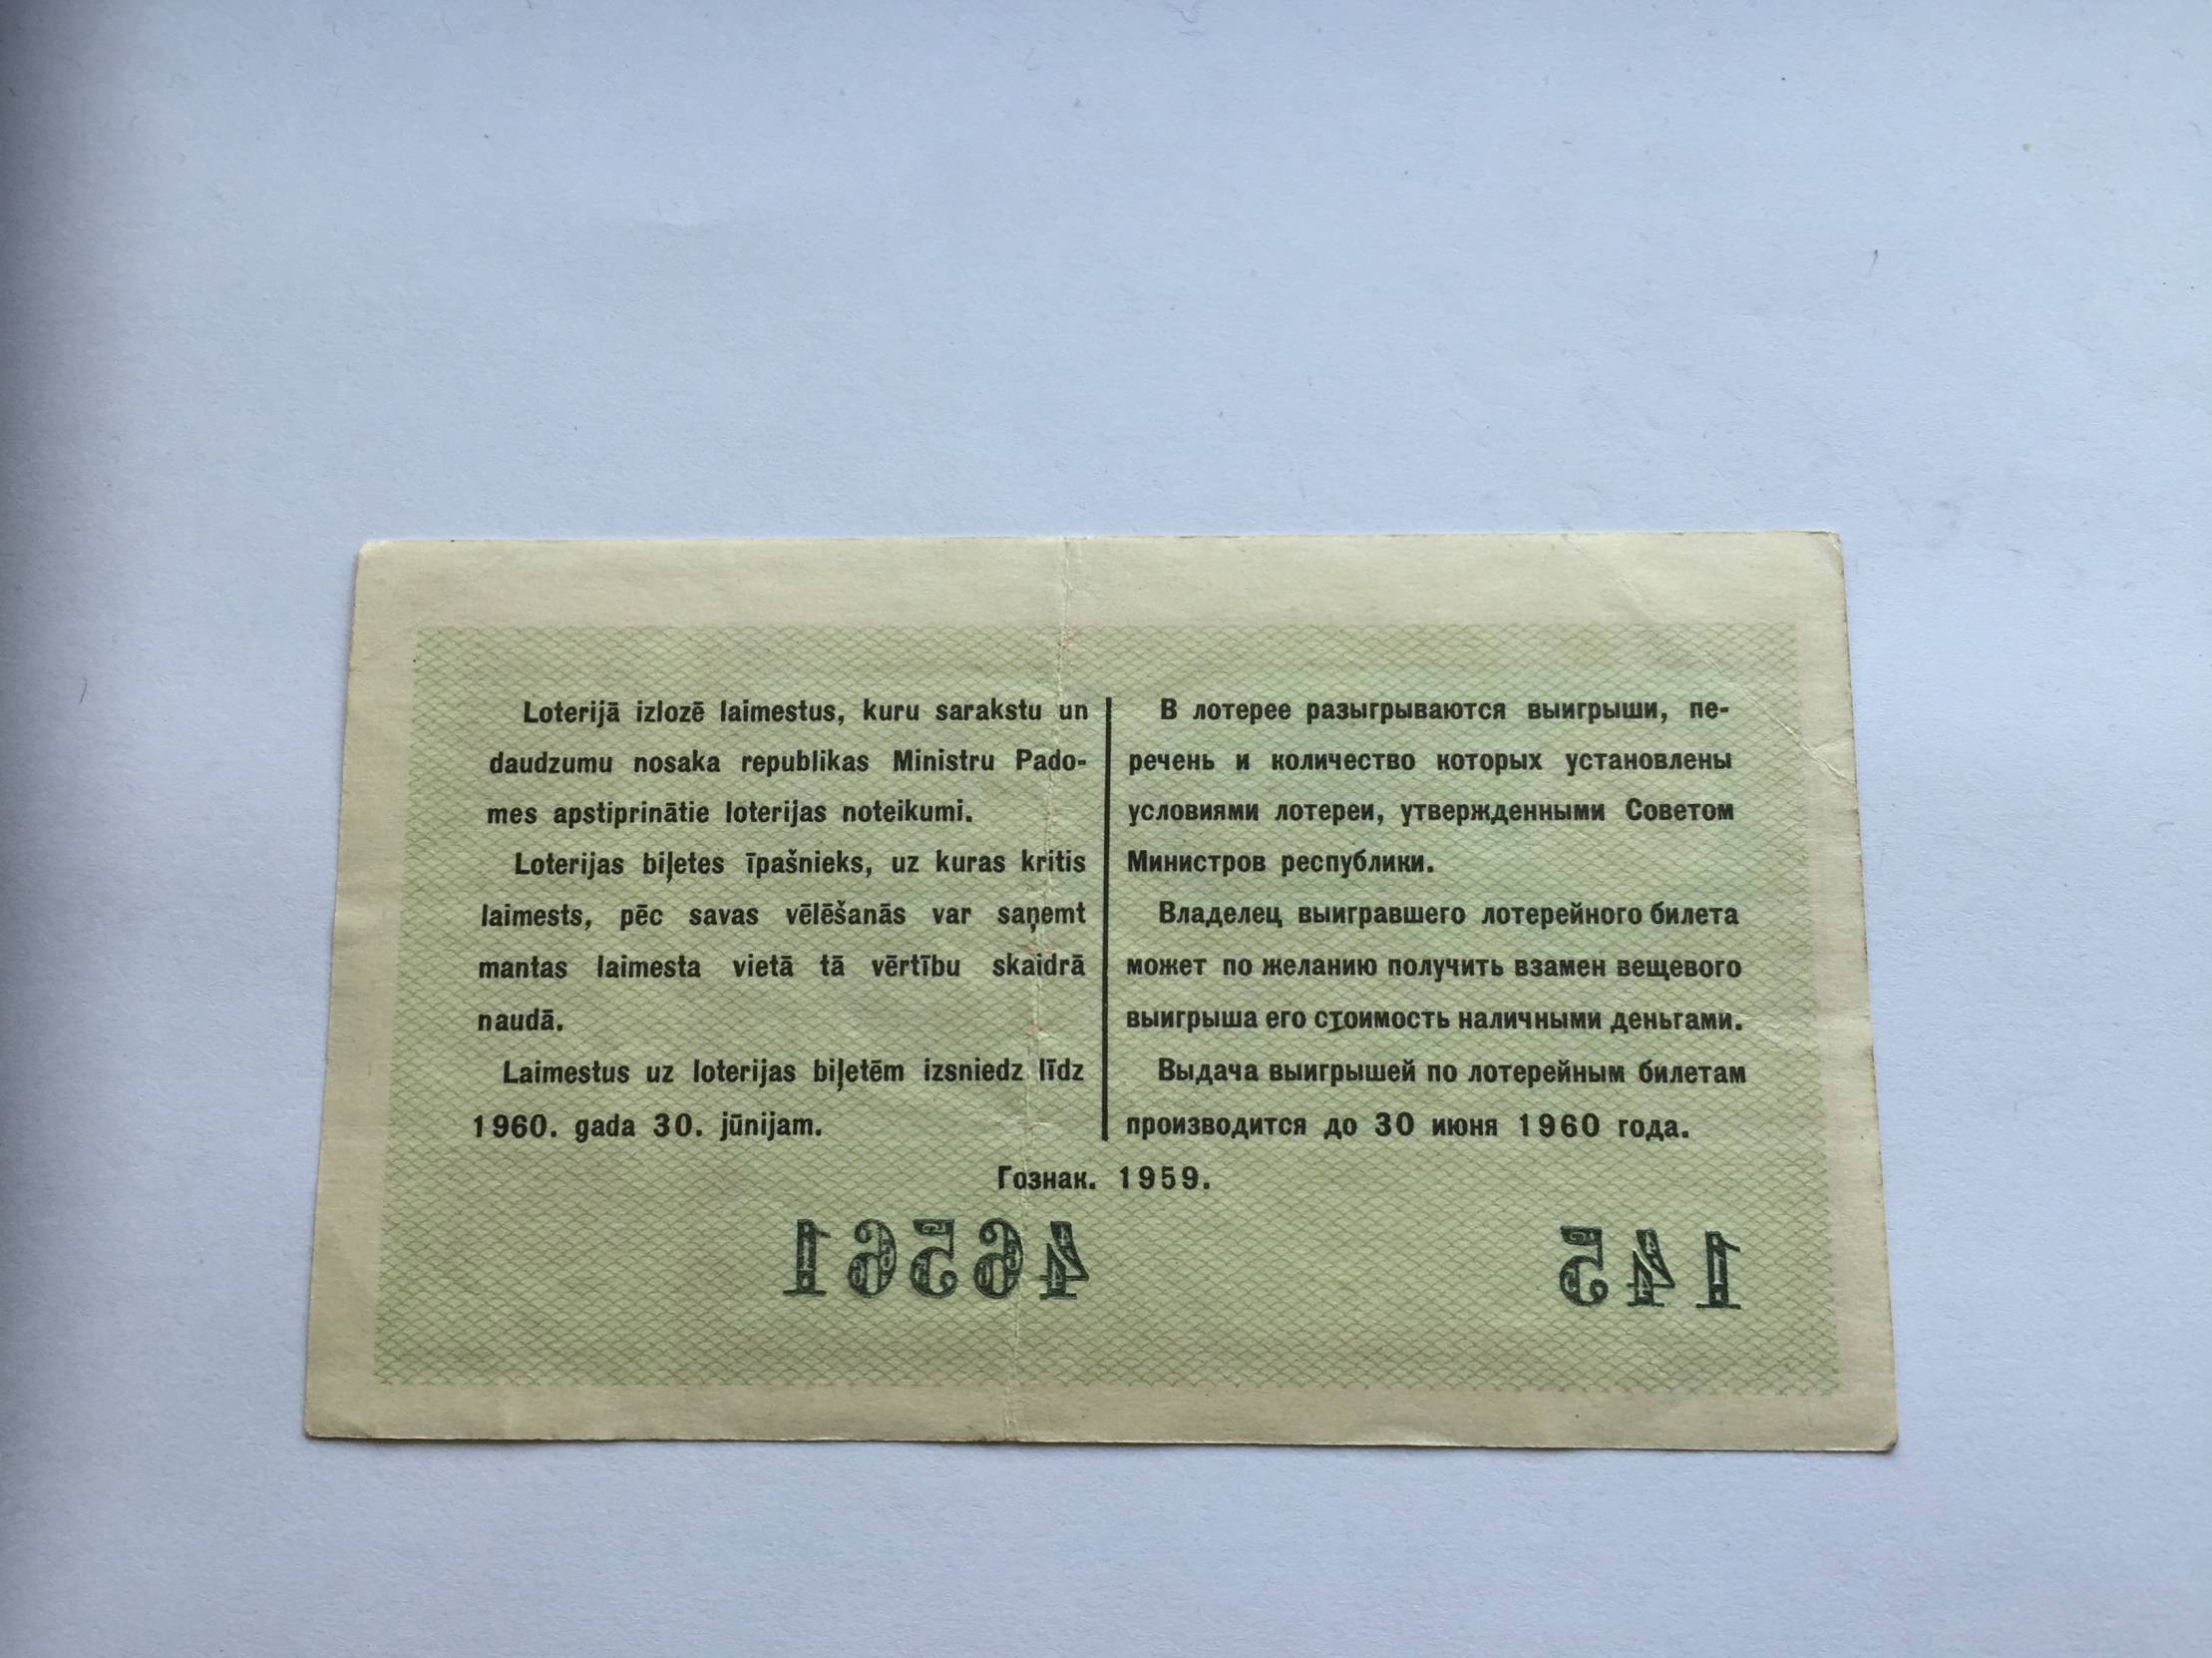 Loterijā izlozē laimestus, kuru sarakstu un
daudzumu nosaka republikas Ministru Pado-
mes apstiprinātie loterijas noteikumi.
Loterijas biļetes īpašnieks, uz kuras kritis
laimests, pēc savas vēlēšanās var saņemt
mantas laimesta vietā tā vērtību skaidrā
naudā.
Laimestus uz loterijas biļetēm izsniedz līdz
1960. gada 30. jūnijam.
В лотерее разыгрываются выигрыши, пе-
речень и количество которых установлены
условиями лотереи, утвержденными Советом
Министров республики.
Владелец выигравшего лотерейного билета
может по желанию получить взамен вещевого
выигрыша его стоимость наличными деньгами.
Выдача выигрышей по лотерейным билетам
производится до 30 июня 1960 года.
Гознак. 1959.
46561
145